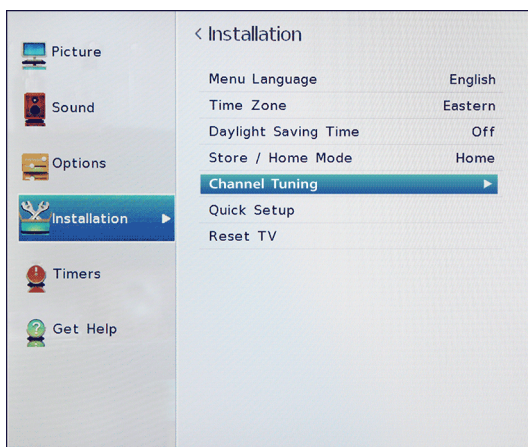 Picture
Sound
Options
Installation
Timers
Get Help
< Installation
Menu Language English
Time Zone Eastern
Daylight Saving Time Off
Store / Home Mode Home
Channel Tuning
Quick Setup
Reset TV